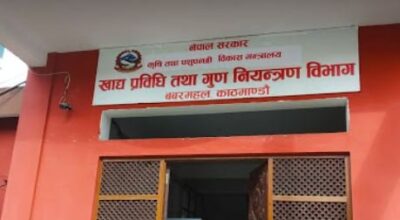 नेपाल सरकार
कृषि तथा पशुपन्छी विकास मन्त्रालय
खाद्य प्रविधि तथा गुण नियन्त्रण विभाग
बबरमहल, काठमाण्डौ